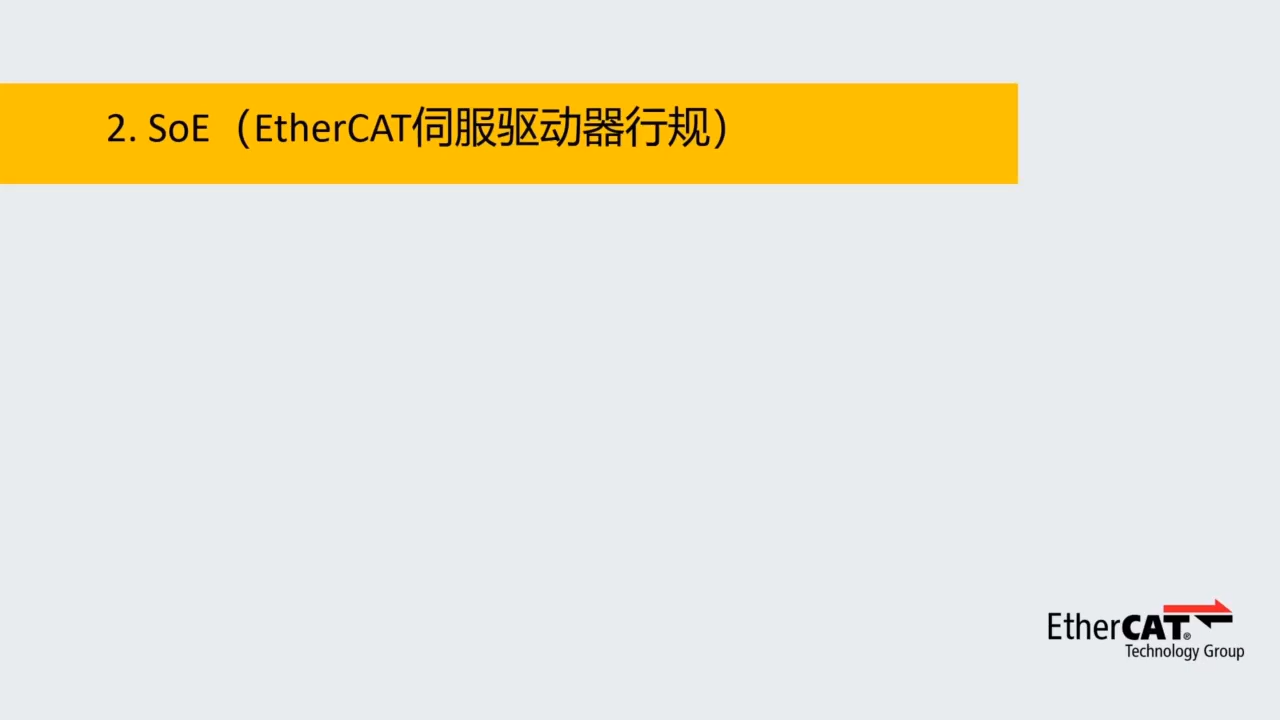 2. SoE（EtherCAT伺服驱动器行规）
EtherCAT®
Technology Group